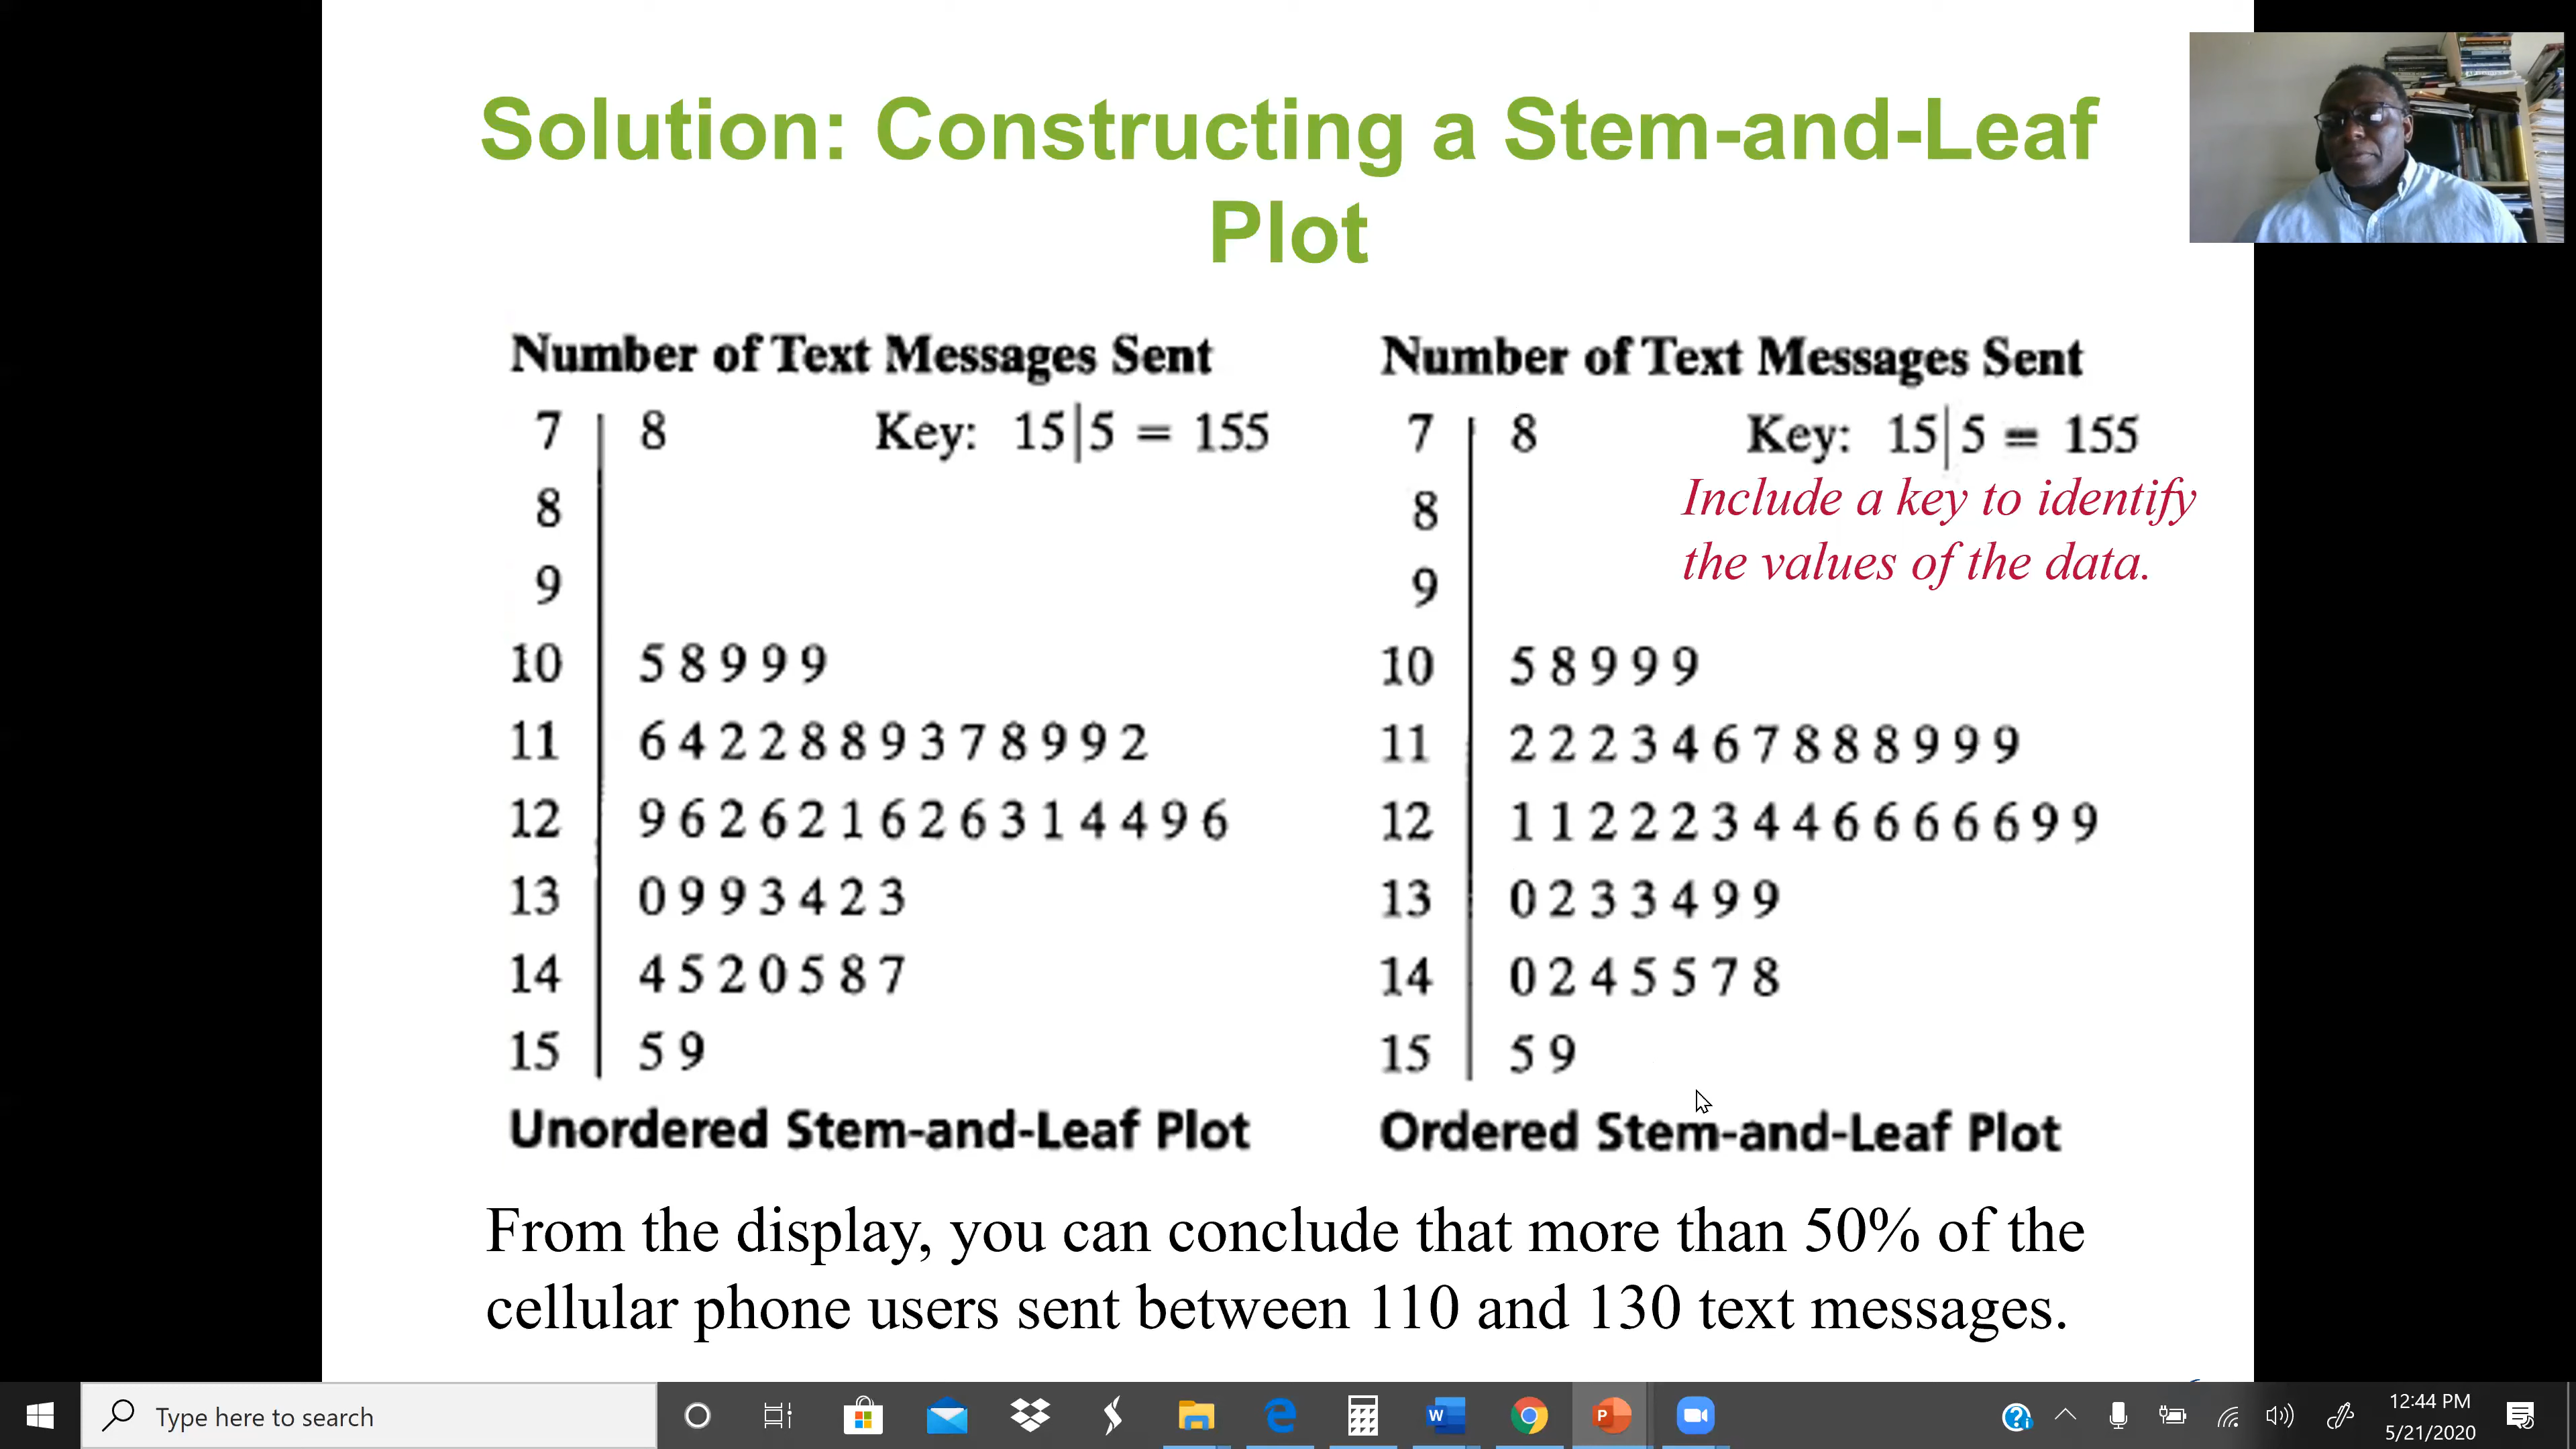 Solution: Constructing a Stem-and-Leaf
Plot
Number of Text Messages Sent
7 | 8 Key: 15|5 = 155
8 |
9 |
10 | 5 8 9 9 9
11 | 6 4 2 2 8 8 9 3 7 8 9 9 2
12 | 9 6 2 6 2 1 6 2 6 3 1 4 4 9 6
13 | 0 9 9 3 4 2 3
14 | 4 5 2 0 5 8 7
15 | 5 9
Unordered Stem-and-Leaf Plot
Number of Text Messages Sent
7 | 8 Key: 15|5 = 155
Include a key to identify
the values of the data.
8 |
9 |
10 | 5 8 9 9 9
11 | 2 2 2 3 4 6 7 8 8 8 9 9 9
12 | 1 1 2 2 2 3 4 4 6 6 6 6 6 9 9
13 | 0 2 3 3 4 9 9
14 | 0 2 4 5 5 7 8
15 | 5 9
Ordered Stem-and-Leaf Plot
From the display, you can conclude that more than 50% of the
cellular phone users sent between 110 and 130 text messages.
Type here to search
12:44 PM
5/21/2020